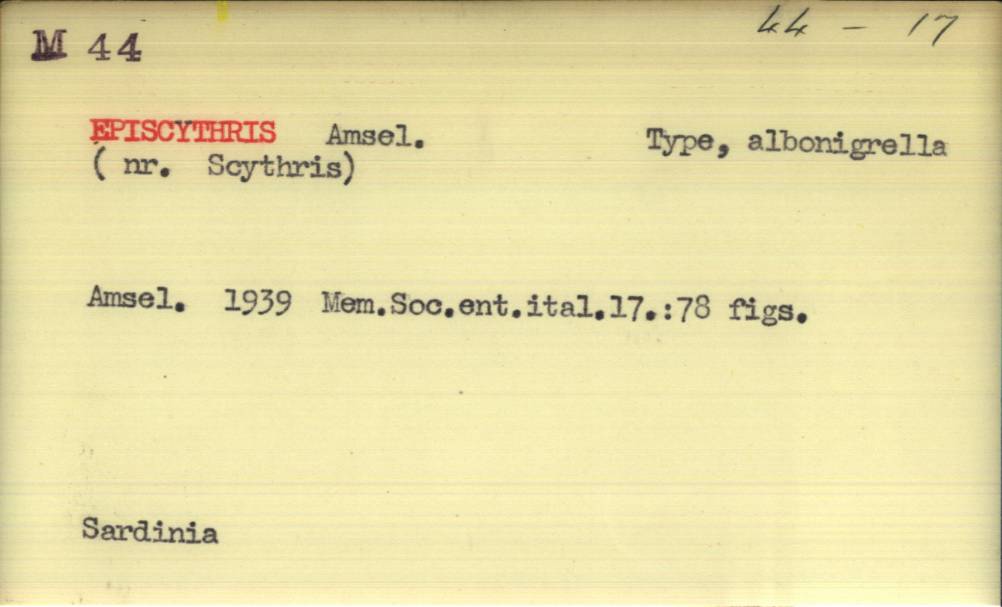 44 - 17
M 44
EPISCYTHRIS Amsel. Type, albonigrella
( nr. Scythris)
Amsel. 1939 Mem.Soc.ent.ital.17.:78 figs.
Sardinia